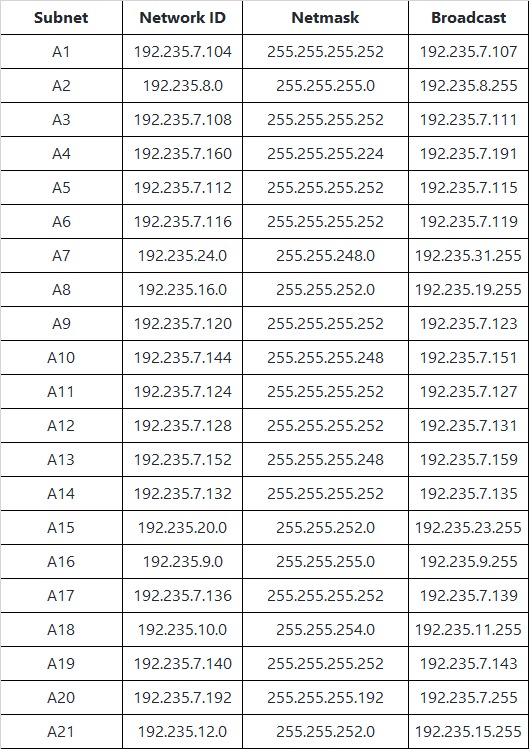 Subnet Network ID Netmask Broadcast
A1 192.235.7.104 255.255.255.252 192.235.7.107
A2 192.235.8.0 255.255.255.0 192.235.8.255
A3 192.235.7.108 255.255.255.252 192.235.7.111
A4 192.235.7.160 255.255.255.224 192.235.7.191
A5 192.235.7.112 255.255.255.252 192.235.7.115
A6 192.235.7.116 255.255.255.252 192.235.7.119
A7 192.235.24.0 255.255.248.0 192.235.31.255
A8 192.235.16.0 255.255.252.0 192.235.19.255
A9 192.235.7.120 255.255.255.252 192.235.7.123
A10 192.235.7.144 255.255.255.248 192.235.7.151
A11 192.235.7.124 255.255.255.252 192.235.7.127
A12 192.235.7.128 255.255.255.252 192.235.7.131
A13 192.235.7.152 255.255.255.248 192.235.7.159
A14 192.235.7.132 255.255.255.252 192.235.7.135
A15 192.235.20.0 255.255.252.0 192.235.23.255
A16 192.235.9.0 255.255.255.0 192.235.9.255
A17 192.235.7.136 255.255.255.252 192.235.7.139
A18 192.235.10.0 255.255.254.0 192.235.11.255
A19 192.235.7.140 255.255.255.252 192.235.7.143
A20 192.235.7.192 255.255.255.192 192.235.7.255
A21 192.235.12.0 255.255.252.0 192.235.15.255